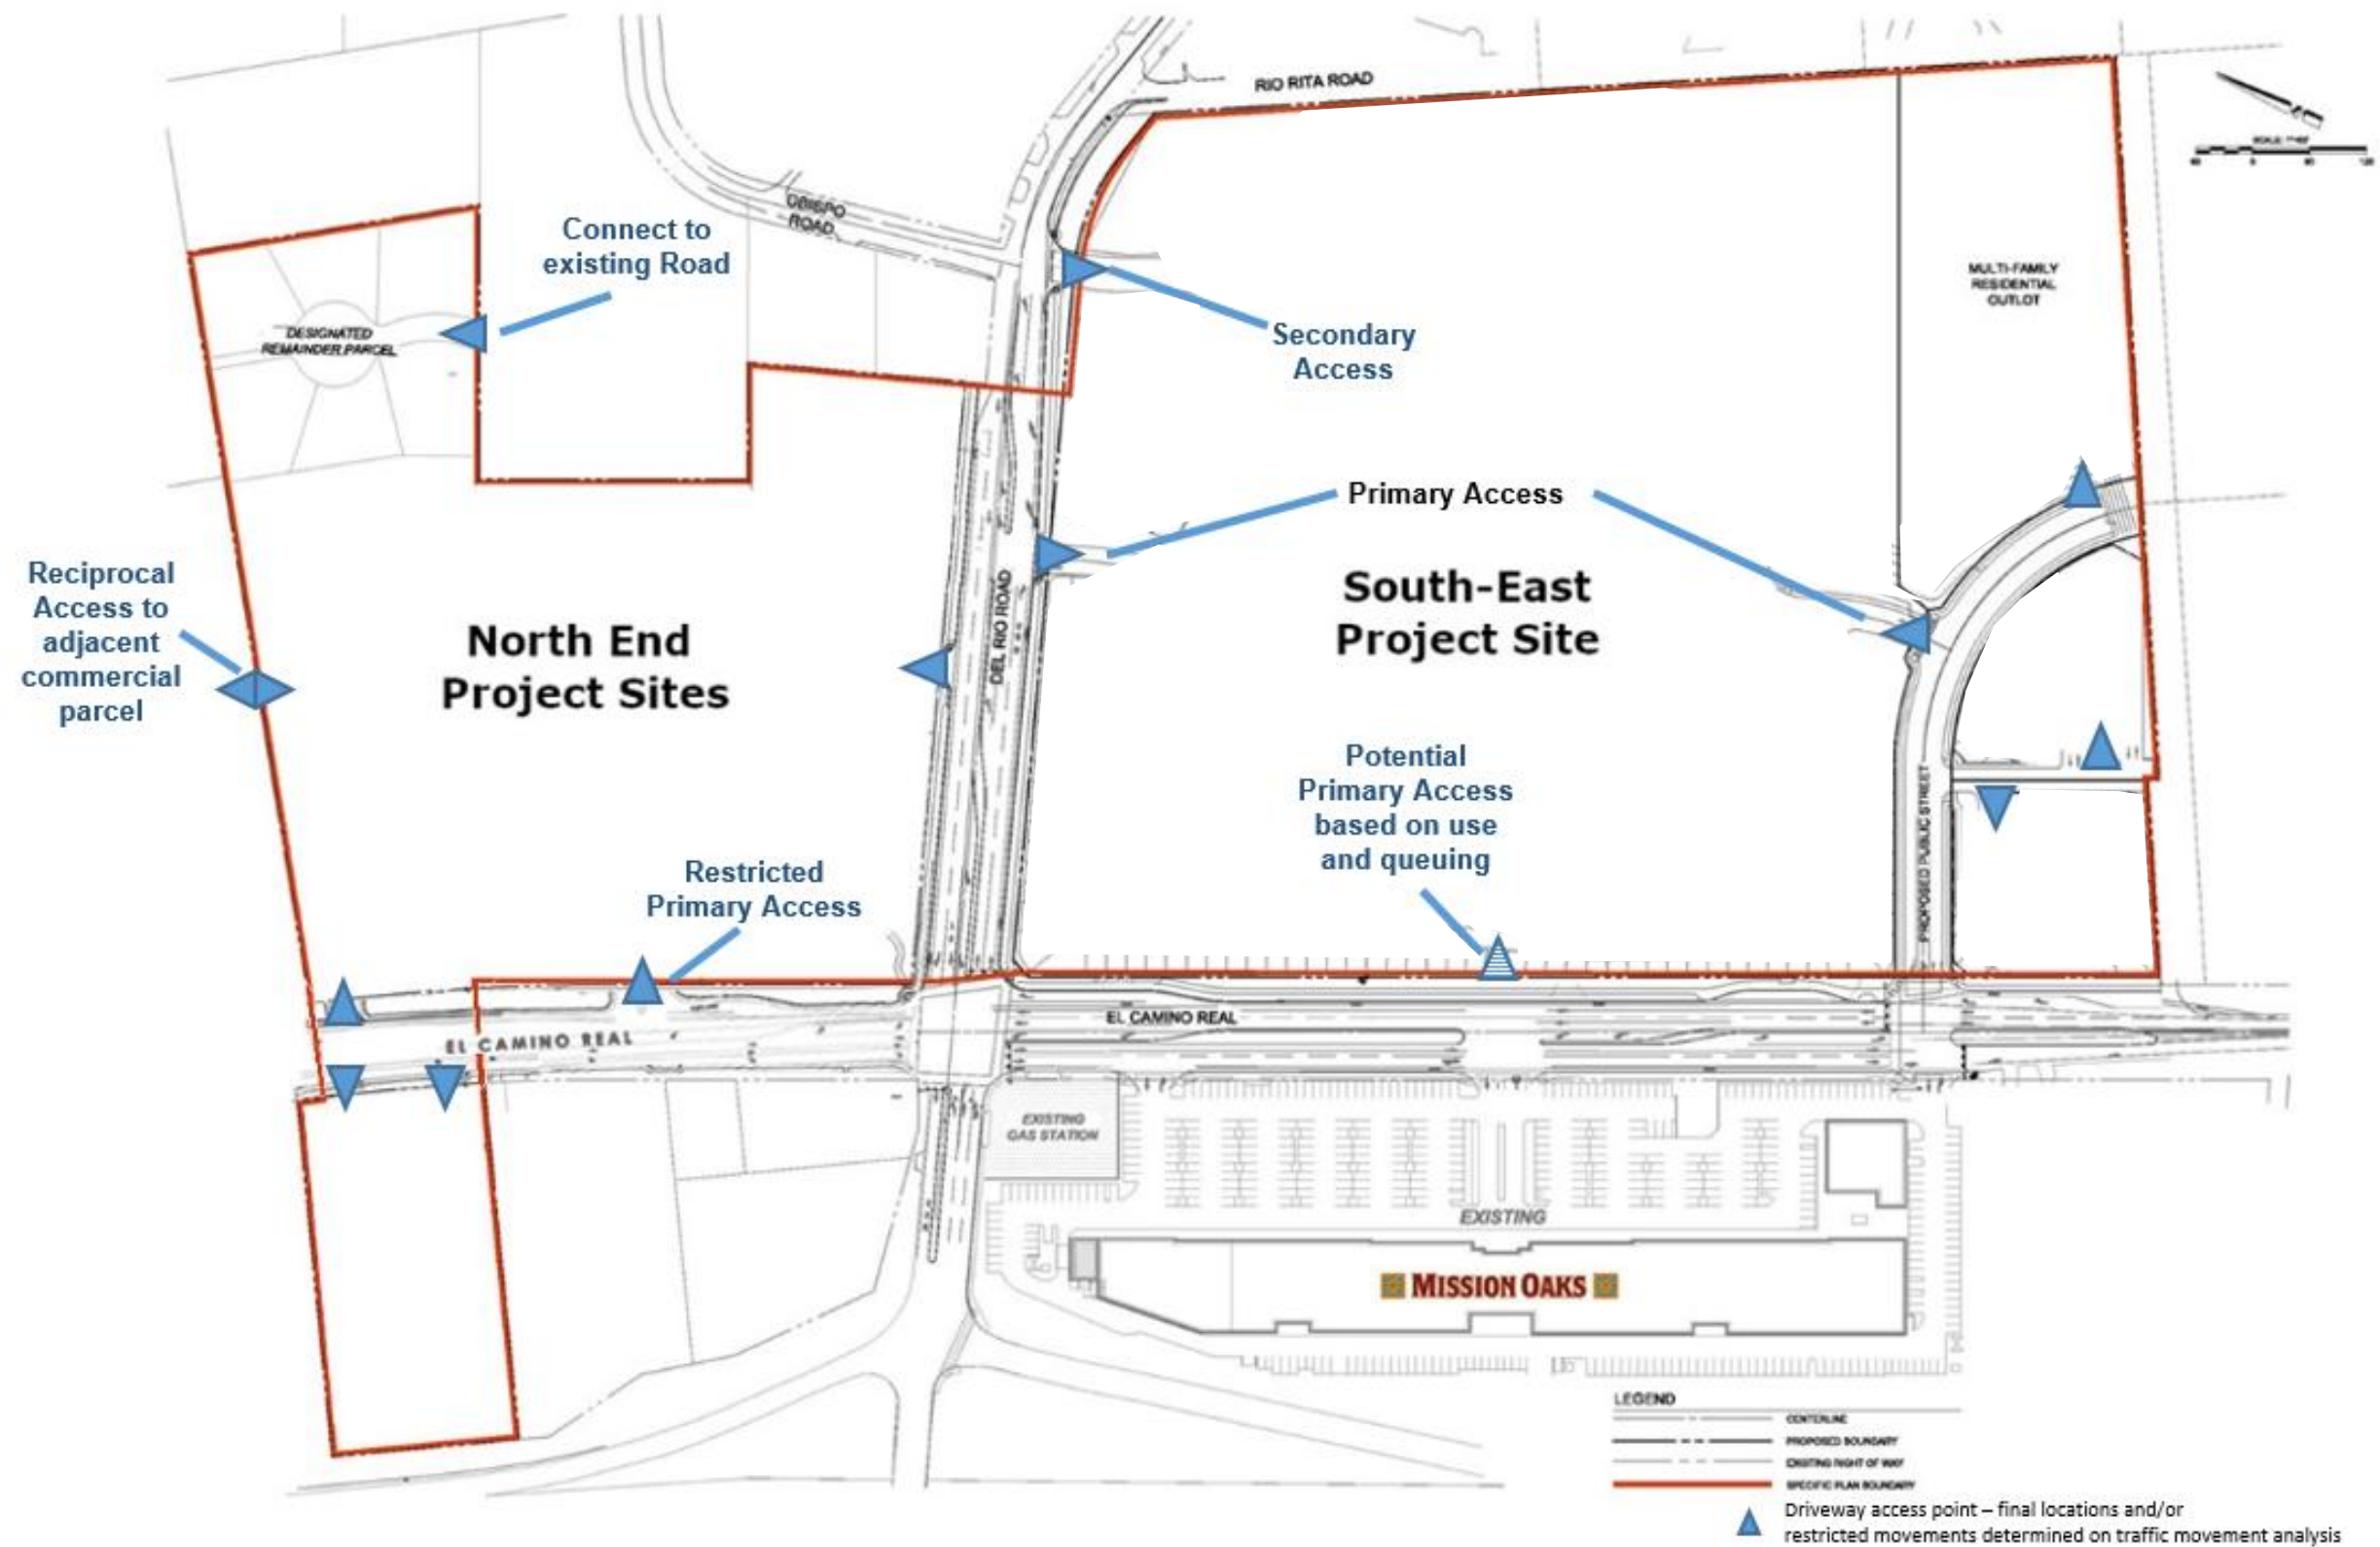 RIO RITA ROAD
OBISPO
ROAD
Connect to
existing Road
MULTI-FAMILY
RESIDENTIAL
OUTLOT
DESIGNATED
REMAINDER PARCEL
Secondary
Access
Primary Access
Reciprocal
Access to
adjacent
commercial
parcel
North End
Project Sites
DEL RIO ROAD
South-East
Project Site
Potential
Primary Access
based on use
and queuing
PROPOSED PUBLIC STREET
Restricted
Primary Access
EL CAMINO REAL
EL CAMINO REAL
EXISTING
GAS STATION
EXISTING
MISSION OAKS
LEGEND
CENTERLINE
PROPOSED BOUNDARY
EXISTING RIGHT OF WAY
SPECIFIC PLAN BOUNDARY
Driveway access point – final locations and/or
restricted movements determined on traffic movement analysis